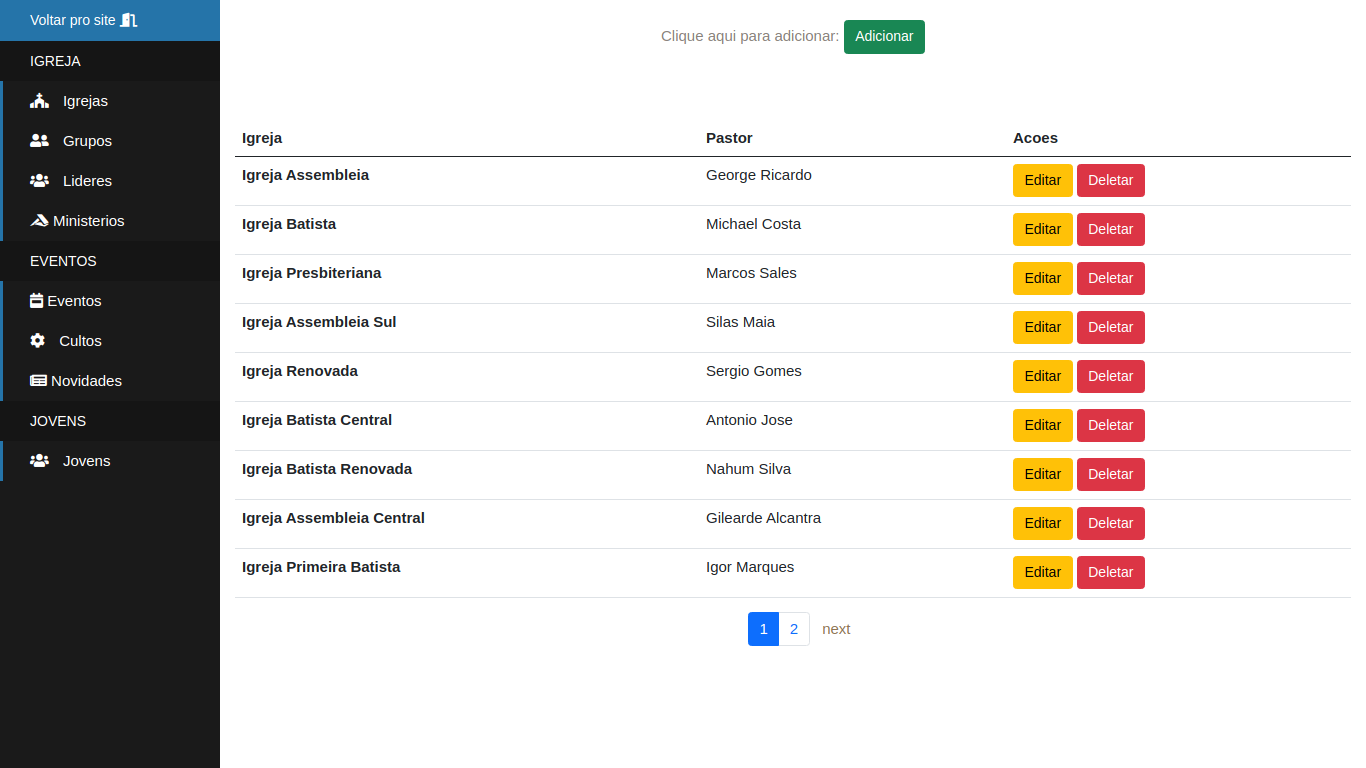 Voltar pro site
IGREJA
Igrejas
Grupos
Lideres
Ministerios
EVENTOS
Eventos
Cultos
Novidades
JOVENS
Jovens
Clique aqui para adicionar: Adicionar
Igreja Pastor Acoes
Igreja Assembleia George Ricardo Editar Deletar
Igreja Batista Michael Costa Editar Deletar
Igreja Presbiteriana Marcos Sales Editar Deletar
Igreja Assembleia Sul Silas Maia Editar Deletar
Igreja Renovada Sergio Gomes Editar Deletar
Igreja Batista Central Antonio Jose Editar Deletar
Igreja Batista Renovada Nahum Silva Editar Deletar
Igreja Assembleia Central Gilearde Alcantra Editar Deletar
Igreja Primeira Batista Igor Marques Editar Deletar
1 2 next